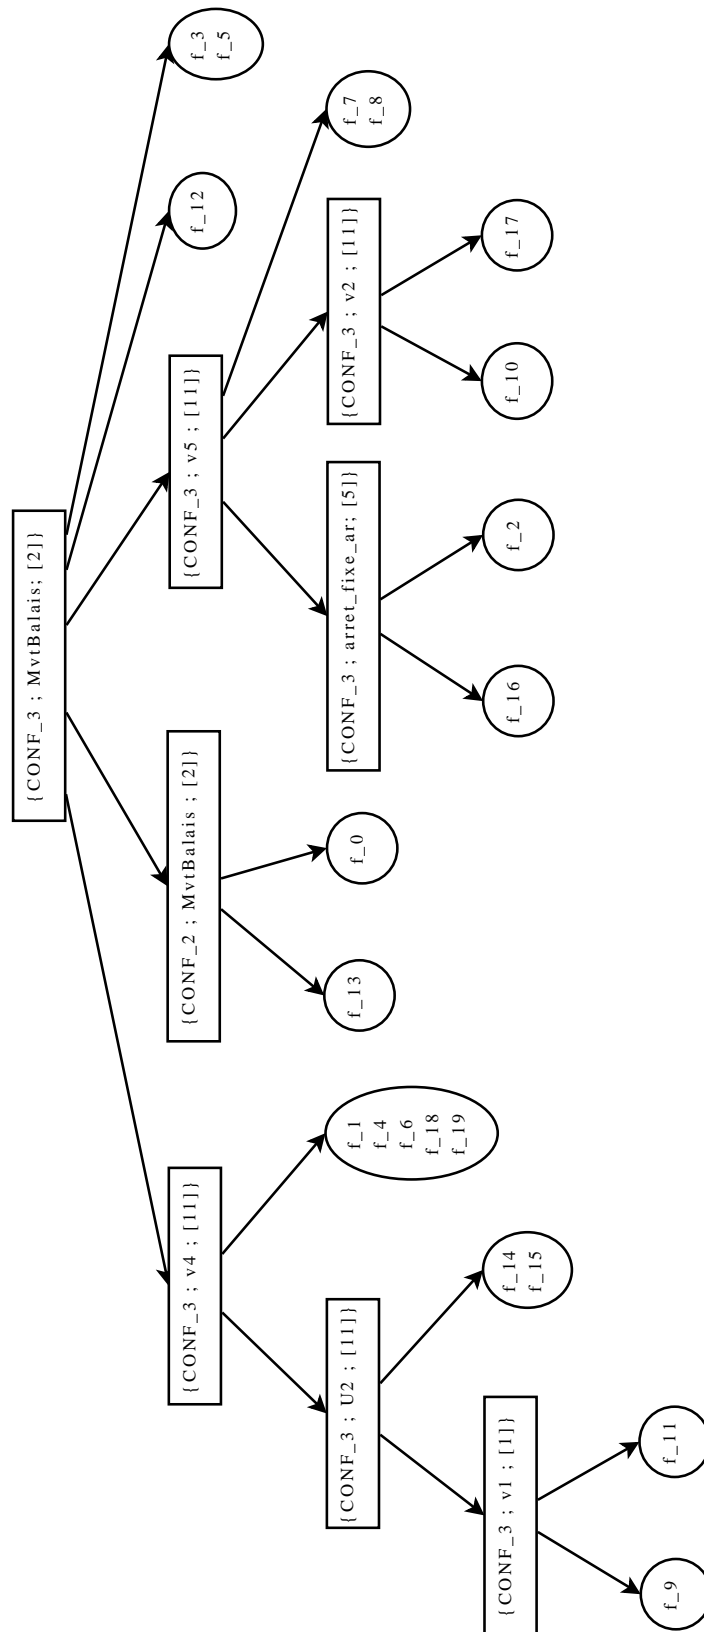 {CONF_3 ; MvtBalais; [2]}
{CONF_3 ; v4 ; [11]}
{CONF_2 ; MvtBalais ; [2]}
{CONF_3 ; v5 ; [11]}
f_12
f_3
f_5
{CONF_3 ; U2 ; [11]}
f_1
f_4
f_6
f_18
f_19
f_13
f_0
{CONF_3 ; arret_fixe_ar; [5]}
{CONF_3 ; v2 ; [11]}
f_7
f_8
{CONF_3 ; v1 ; [1]}
f_14
f_15
f_16
f_2
f_10
f_17
f_9
f_11